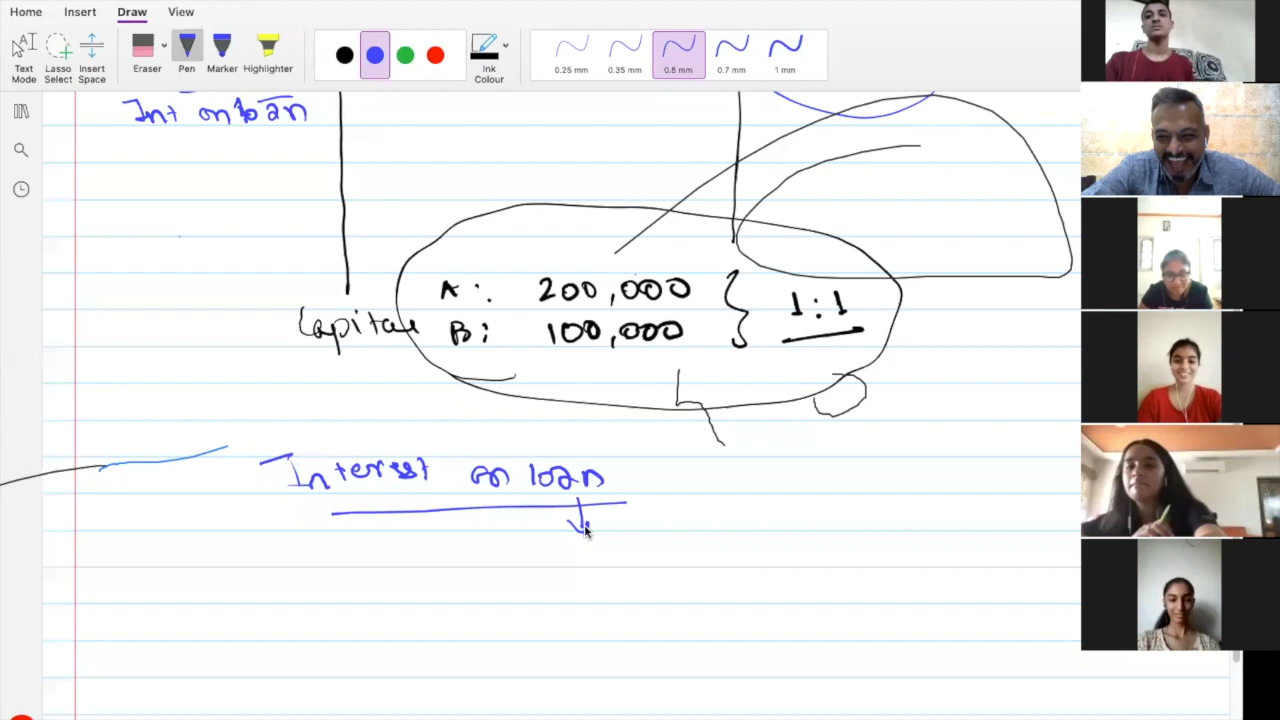 Home Insert Draw View
Text Mode
Lasso Select
Insert Space
Eraser
Pen
Marker
Highlighter
Ink Colour
0.25 mm
0.35 mm
0.5 mm
0.7 mm
1 mm
Int on loan
A: 200,000
1:1
Capital
B: 100,000
Interest on loan